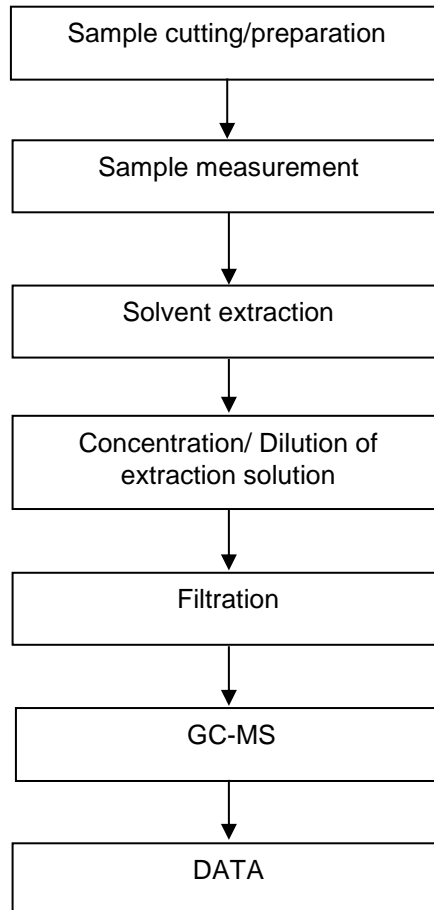 Sample cutting/preparation
Sample measurement
Solvent extraction
Concentration/ Dilution of
extraction solution
Filtration
GC-MS
DATA